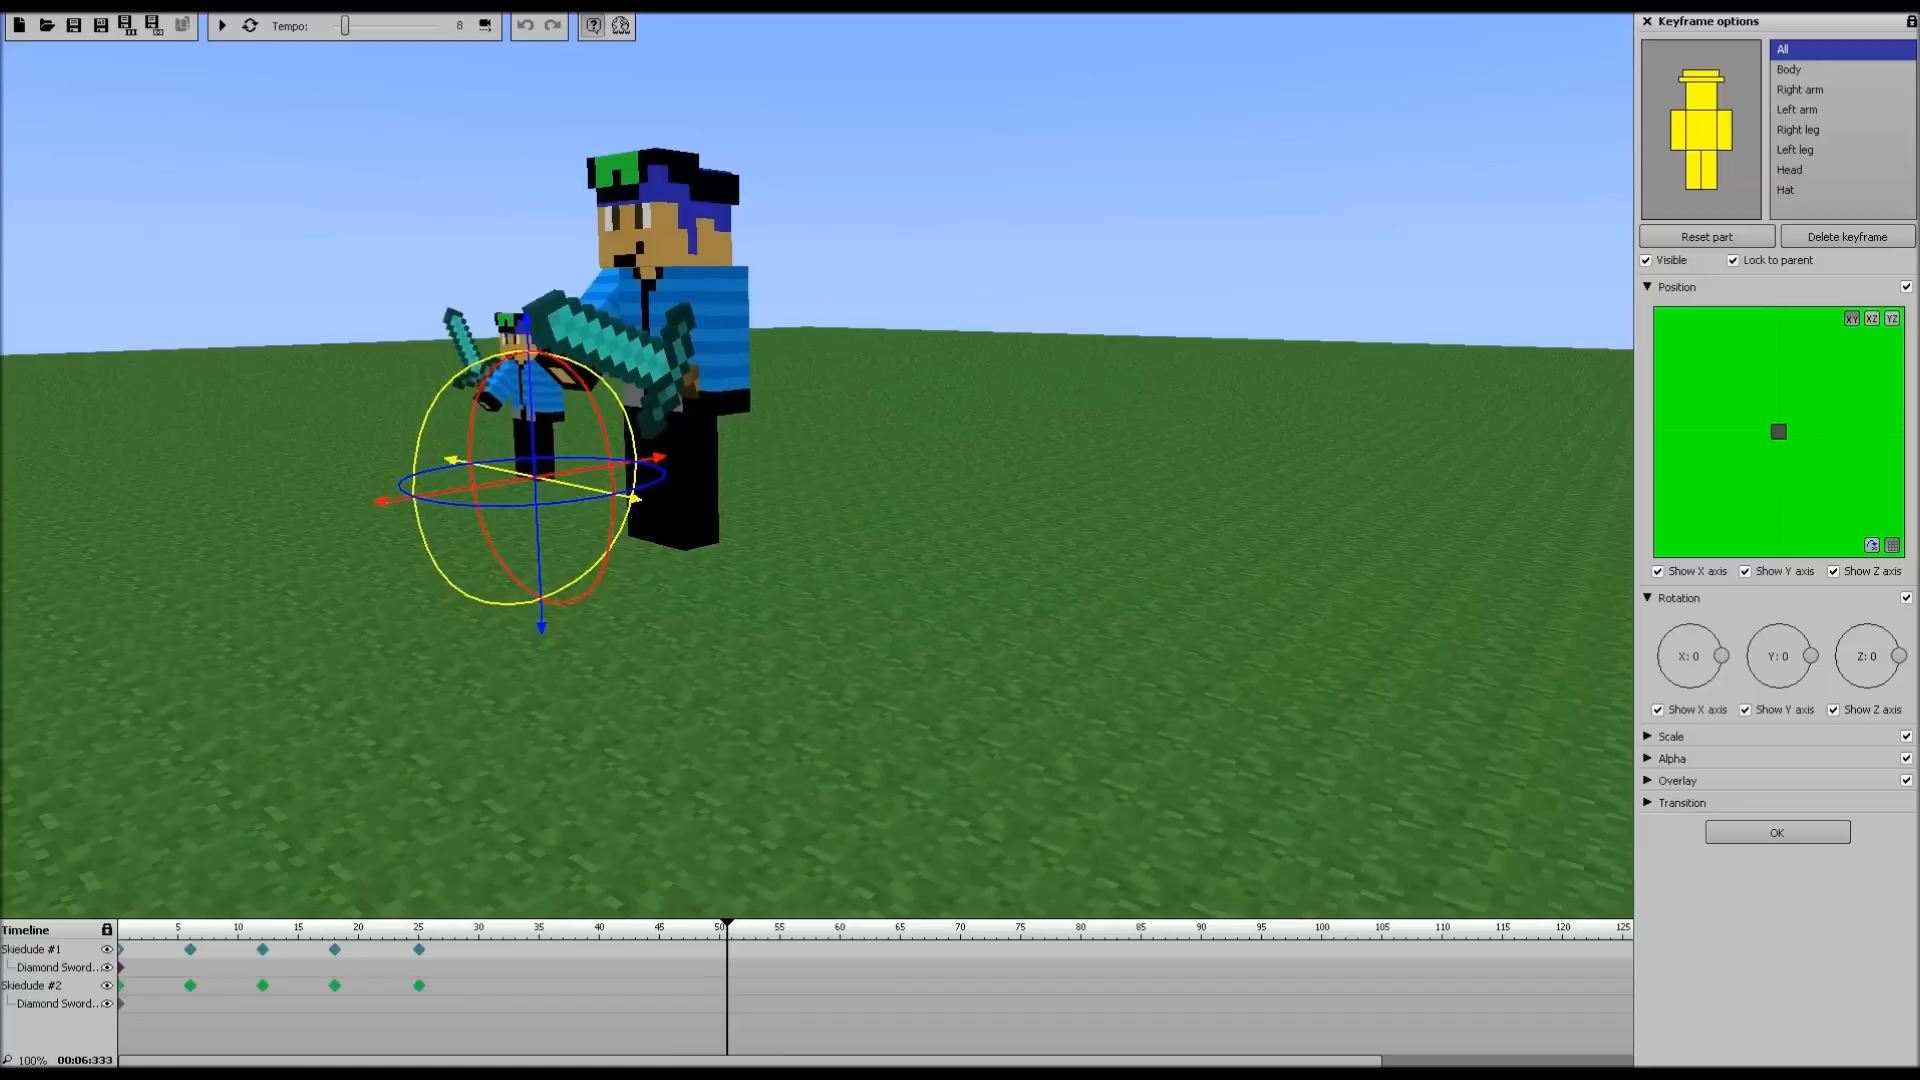 Tempo:
8
Keyframe options
All
Body
Right arm
Left arm
Right leg
Left leg
Head
Hat
Reset part
Delete keyframe
Visible
Lock to parent
Position
XY XZ YZ
Show X axis Show Y axis Show Z axis
Rotation
X: 0 Y: 0 Z: 0
Show X axis Show Y axis Show Z axis
Scale
Alpha
Overlay
Transition
OK
Timeline
5 10 15 20 25 30 35 40 45 50 55 60 65 70 75 80 85 90 95 100 105 110 115 120 125
Skiedude #1
Diamond Sword..
Skiedude #2
Diamond Sword..
100% 00:06:333